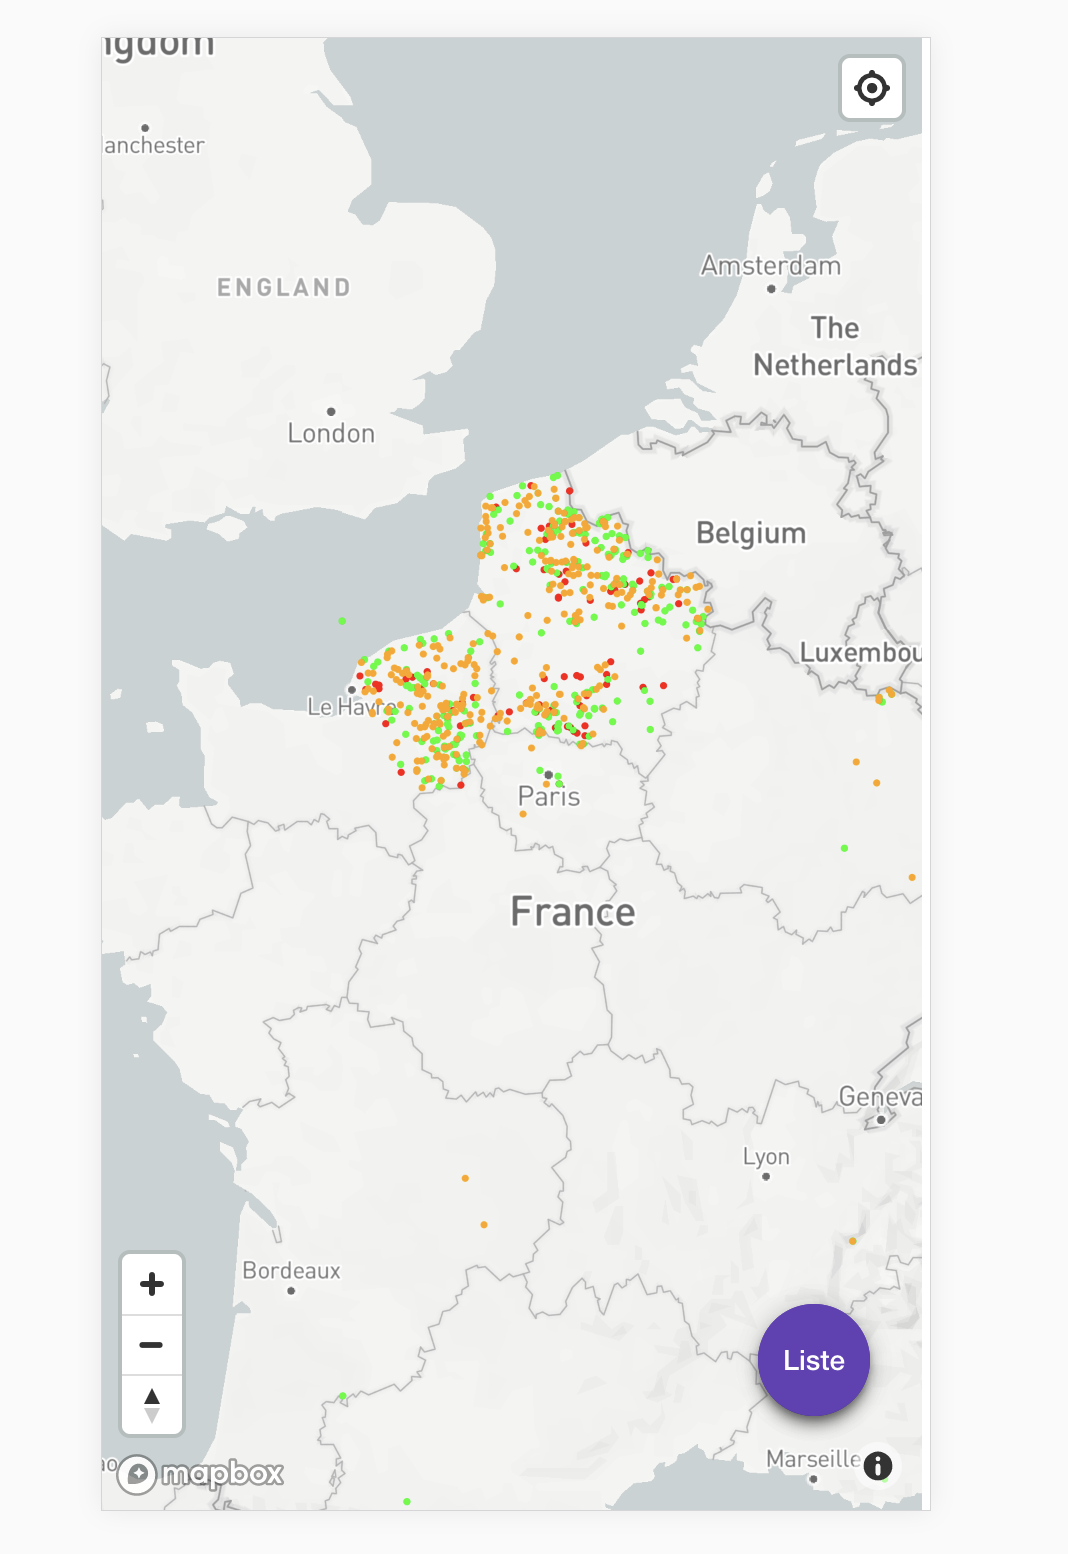 ngdom
anchester
ENGLAND
Amsterdam
The
Netherlands
London
Belgium
Luxembou
Le Havre
Paris
France
Geneva
Lyon
Bordeaux
Liste
Marseille
mapbox